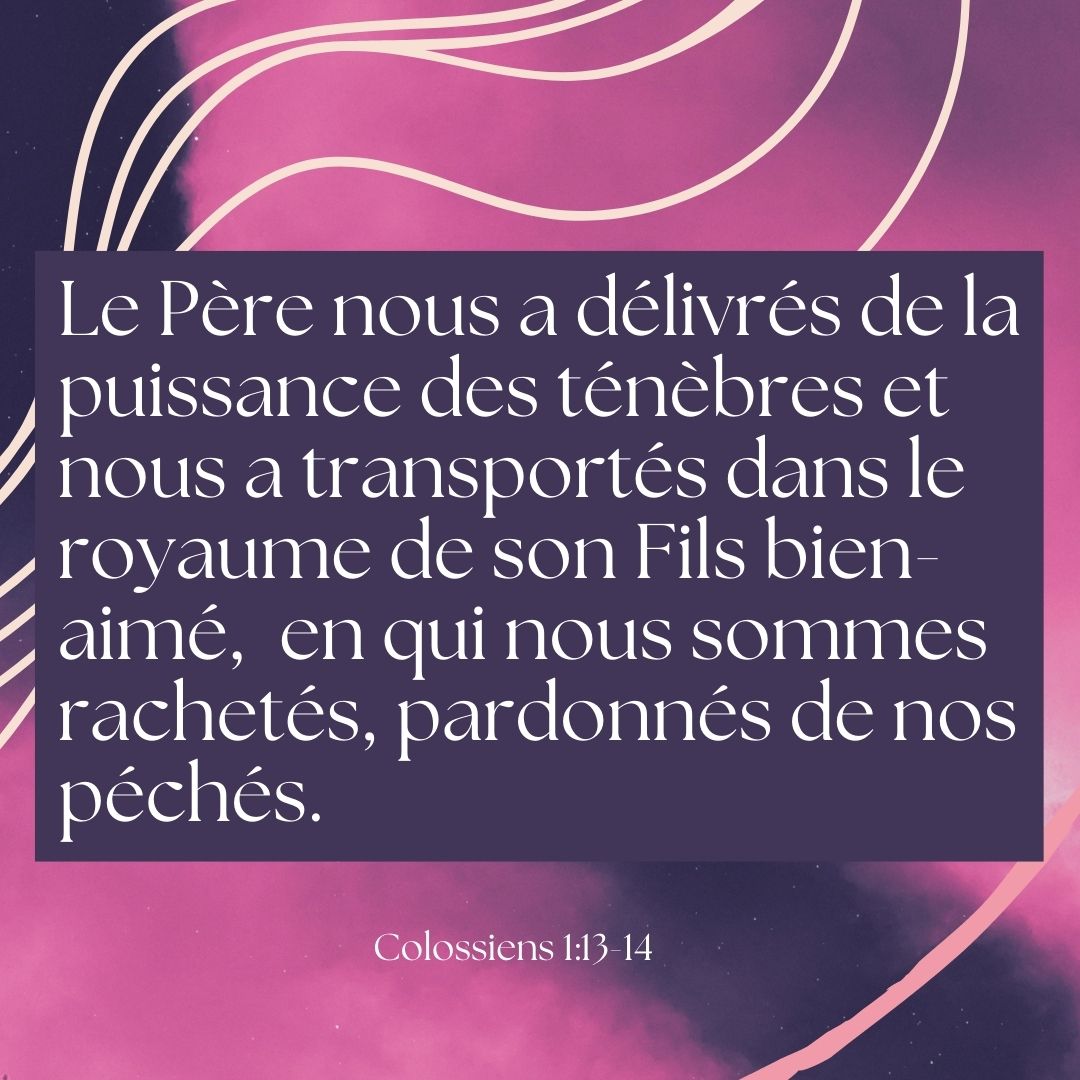 Le Père nous a délivrés de la
puissance des ténèbres et
nous a transportés dans le
royaume de son Fils bien-
aimé,  en qui nous sommes
rachetés, pardonnés de nos
péchés.
Colossiens 1:13-14